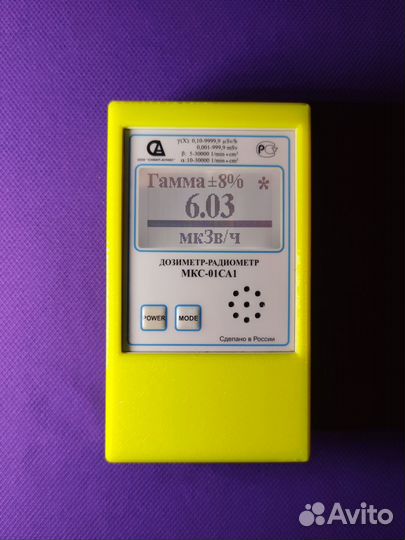 γ(X): 0,10-9999,9 μSv/h
0,001-999,9 mSv
β: 5-30000 1/min•cm²
α: 10-30000 1/min•cm²
Гамма±8% *
6.03
мкЗв/ч
ДОЗИМЕТР-РАДИОМЕТР
МКС-01СА1
POWER MODE
Сделано в России
Avito